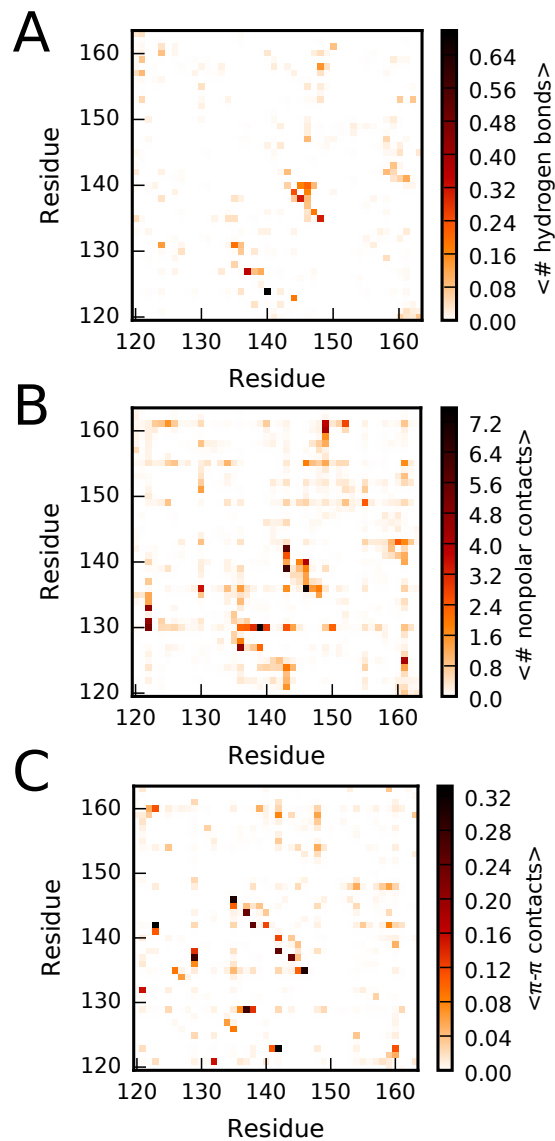 A
160
150
140
130
120
120 130 140 150 160
Residue
Residue
0.64
0.56
0.48
0.40
0.32
0.24
0.16
0.08
0.00
<# hydrogen bonds>
B
160
150
140
130
120
120 130 140 150 160
Residue
Residue
7.2
6.4
5.6
4.8
4.0
3.2
2.4
1.6
0.8
0.0
<# nonpolar contacts>
C
160
150
140
130
120
120 130 140 150 160
Residue
Residue
0.32
0.28
0.24
0.20
0.16
0.12
0.08
0.04
0.00
<π-π contacts>